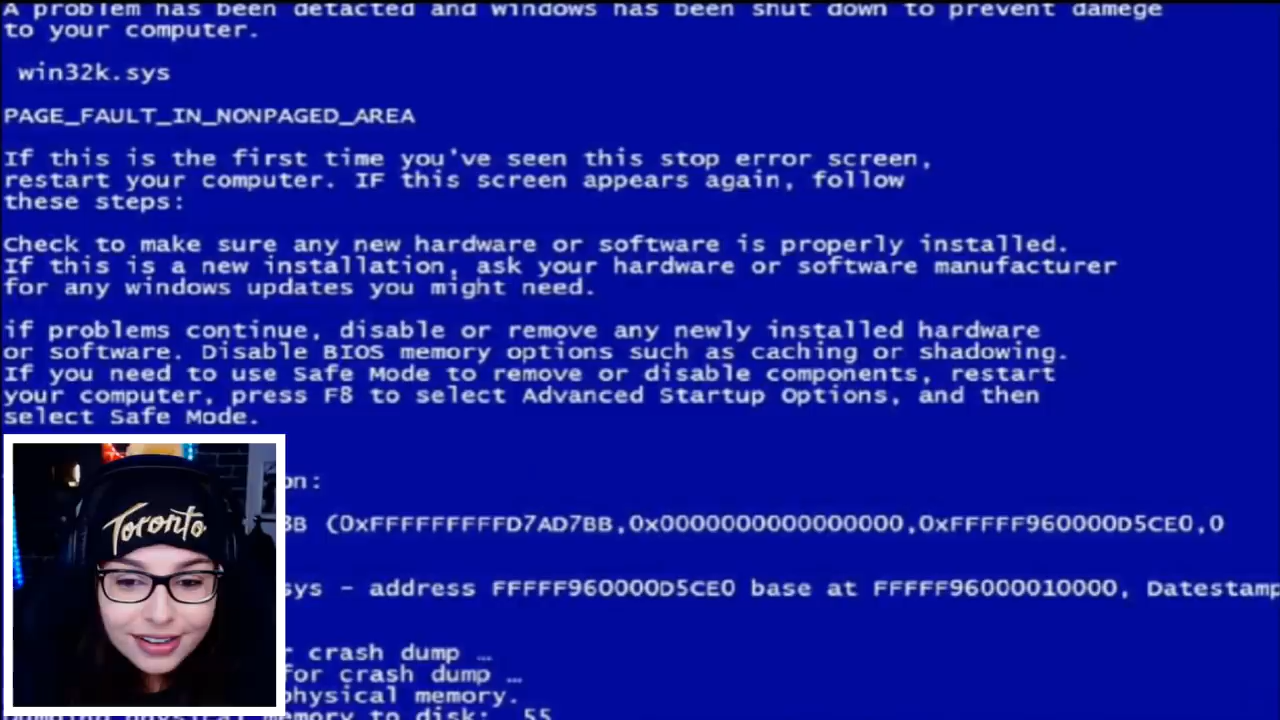 A problem has been detacted and windows has been shut down to prevent damege
to your computer.
win32k.sys
PAGE_FAULT_IN_NONPAGED_AREA
If this is the first time you've seen this stop error screen,
restart your computer. IF this screen appears again, follow
these steps:
Check to make sure any new hardware or software is properly installed.
If this is a new installation, ask your hardware or software manufacturer
for any windows updates you might need.
if problems continue, disable or remove any newly installed hardware
or software. Disable BIOS memory options such as caching or shadowing.
If you need to use Safe Mode to remove or disable components, restart
your computer, press F8 to select Advanced Startup Options, and then
select Safe Mode.
on:
(0xFFFFFFFFFD7AD7BB,0x0000000000000000,0xFFFFF960000D5CE0,0
sys – address FFFFF960000D5CE0 base at FFFFF96000010000, Datestamp
crash dump …
for crash dump …
physical memory.
Dumping physical memory to disk: 55
Toronto